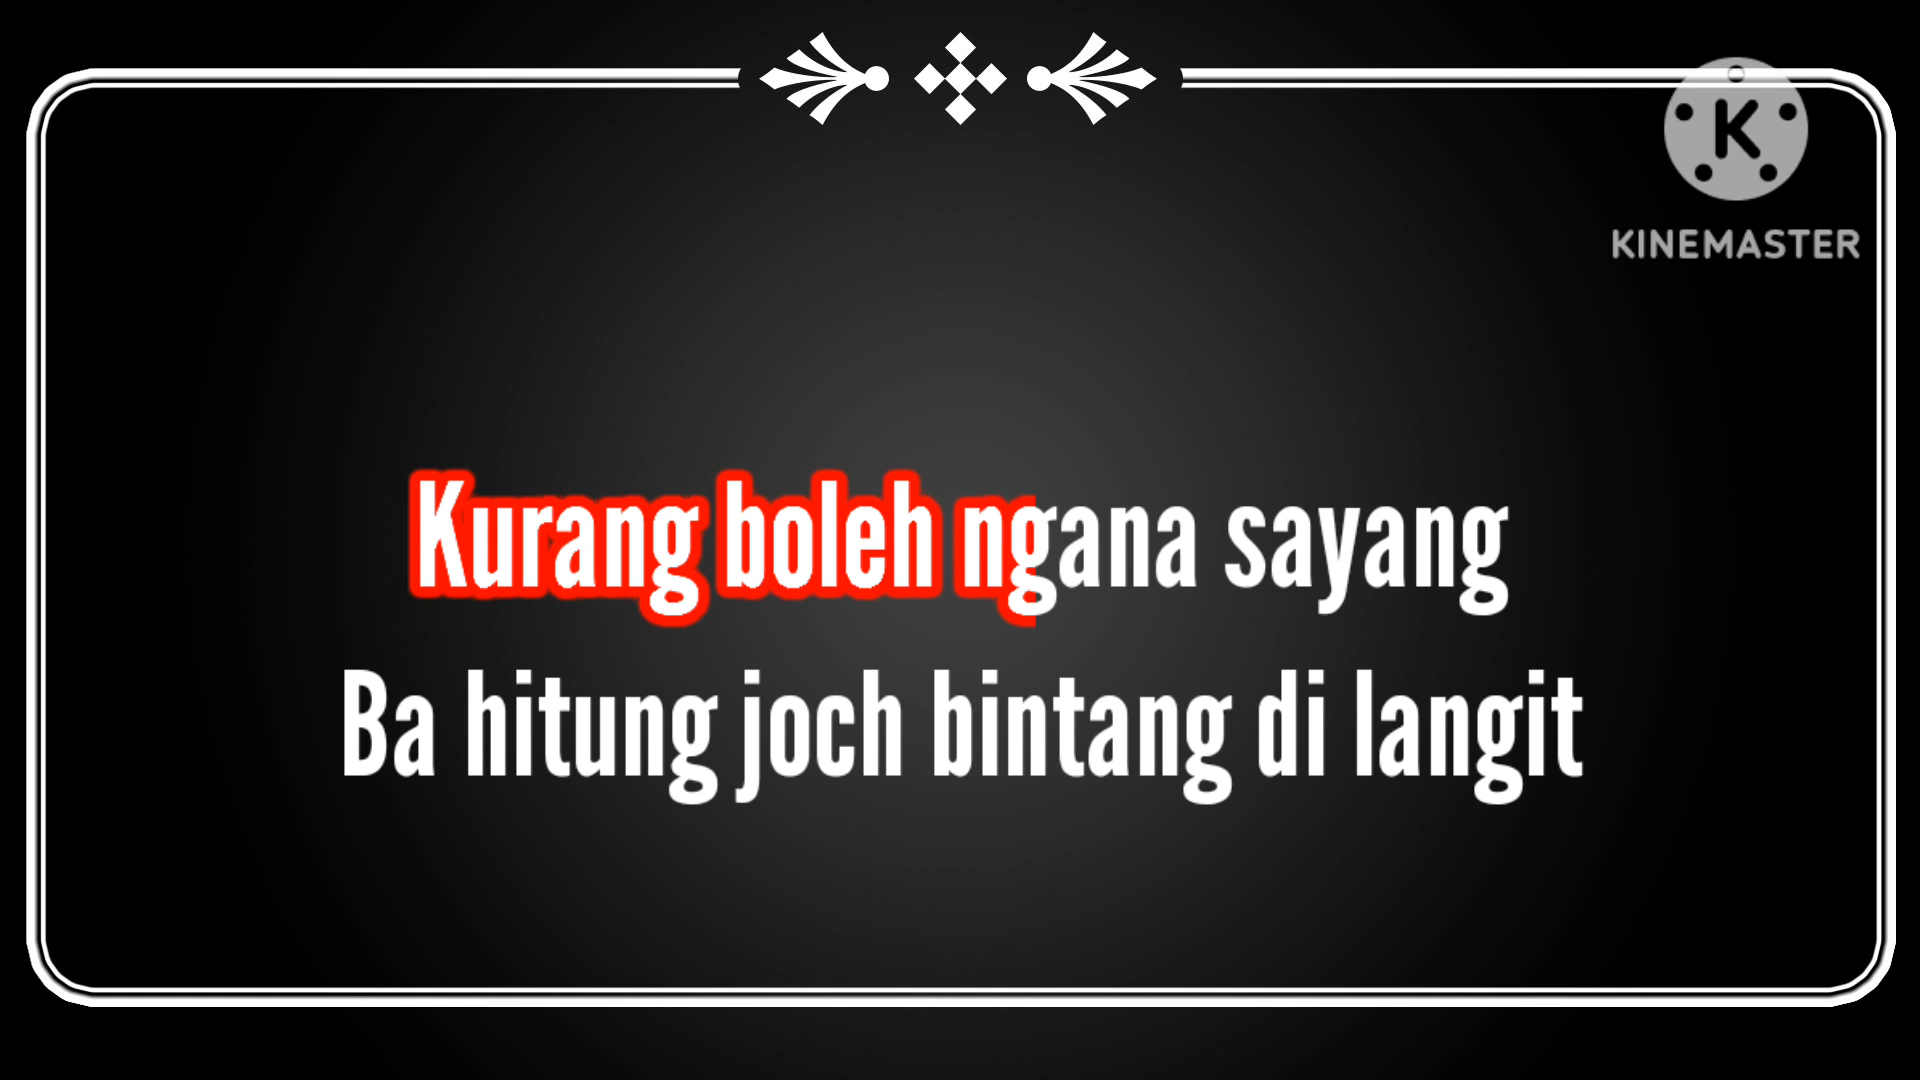 K
KINEMASTER
Kurang boleh ngana sayang
Ba hitung joch bintang di langit